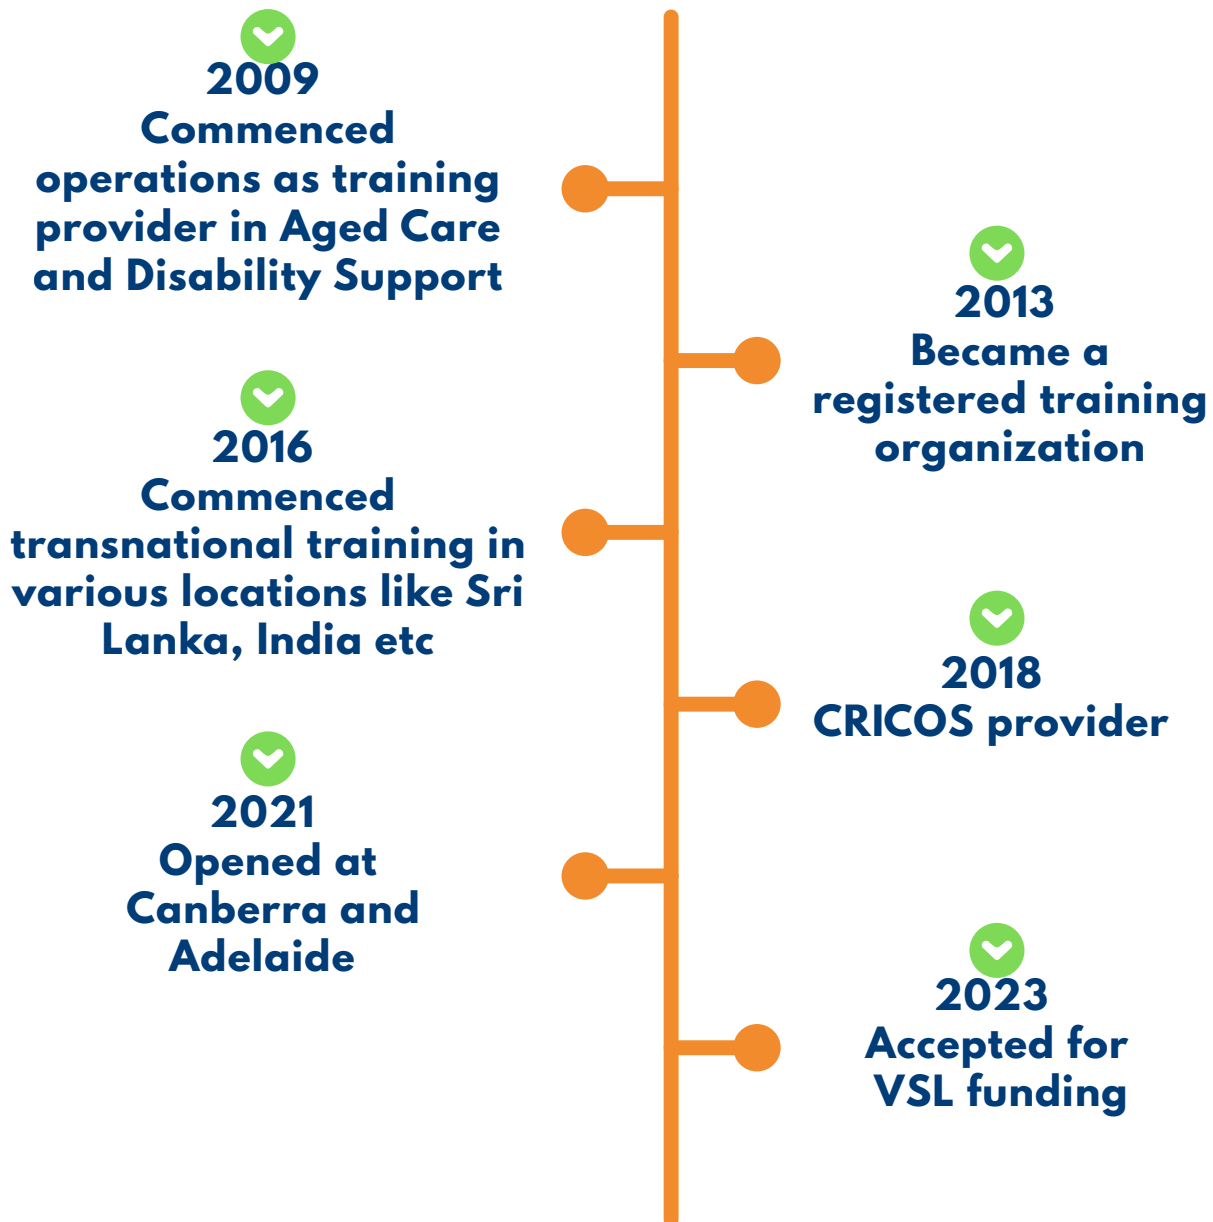 2009
Commenced
operations as training
provider in Aged Care
and Disability Support
2013
Became a
registered training
organization
2016
Commenced
transnational training in
various locations like Sri
Lanka, India etc
2018
CRICOS provider
2021
Opened at
Canberra and
Adelaide
2023
Accepted for
VSL funding